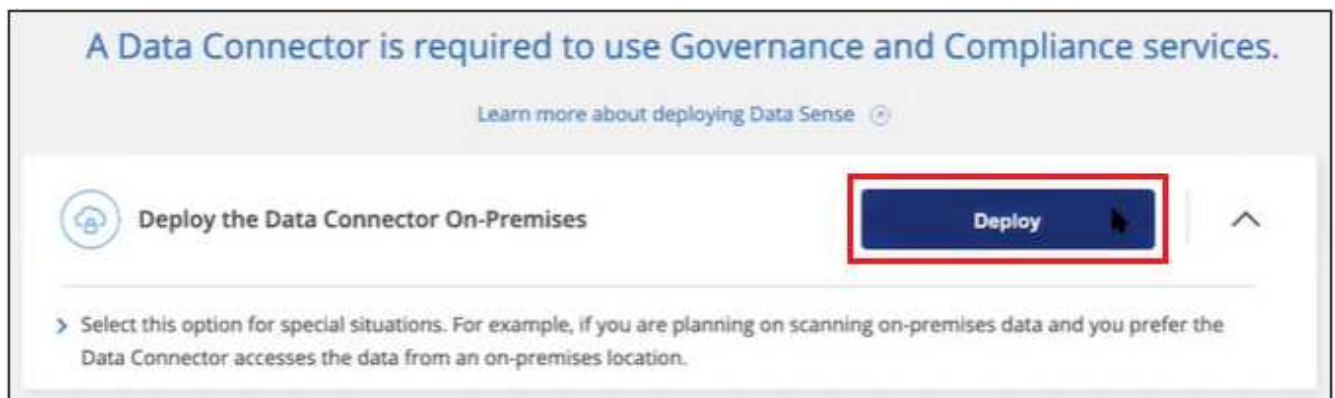 A Data Connector is required to use Governance and Compliance services.
Learn more about deploying Data Sense
Deploy the Data Connector On-Premises
Deploy
Select this option for special situations. For example, if you are planning on scanning on-premises data and you prefer the
Data Connector accesses the data from an on-premises location.